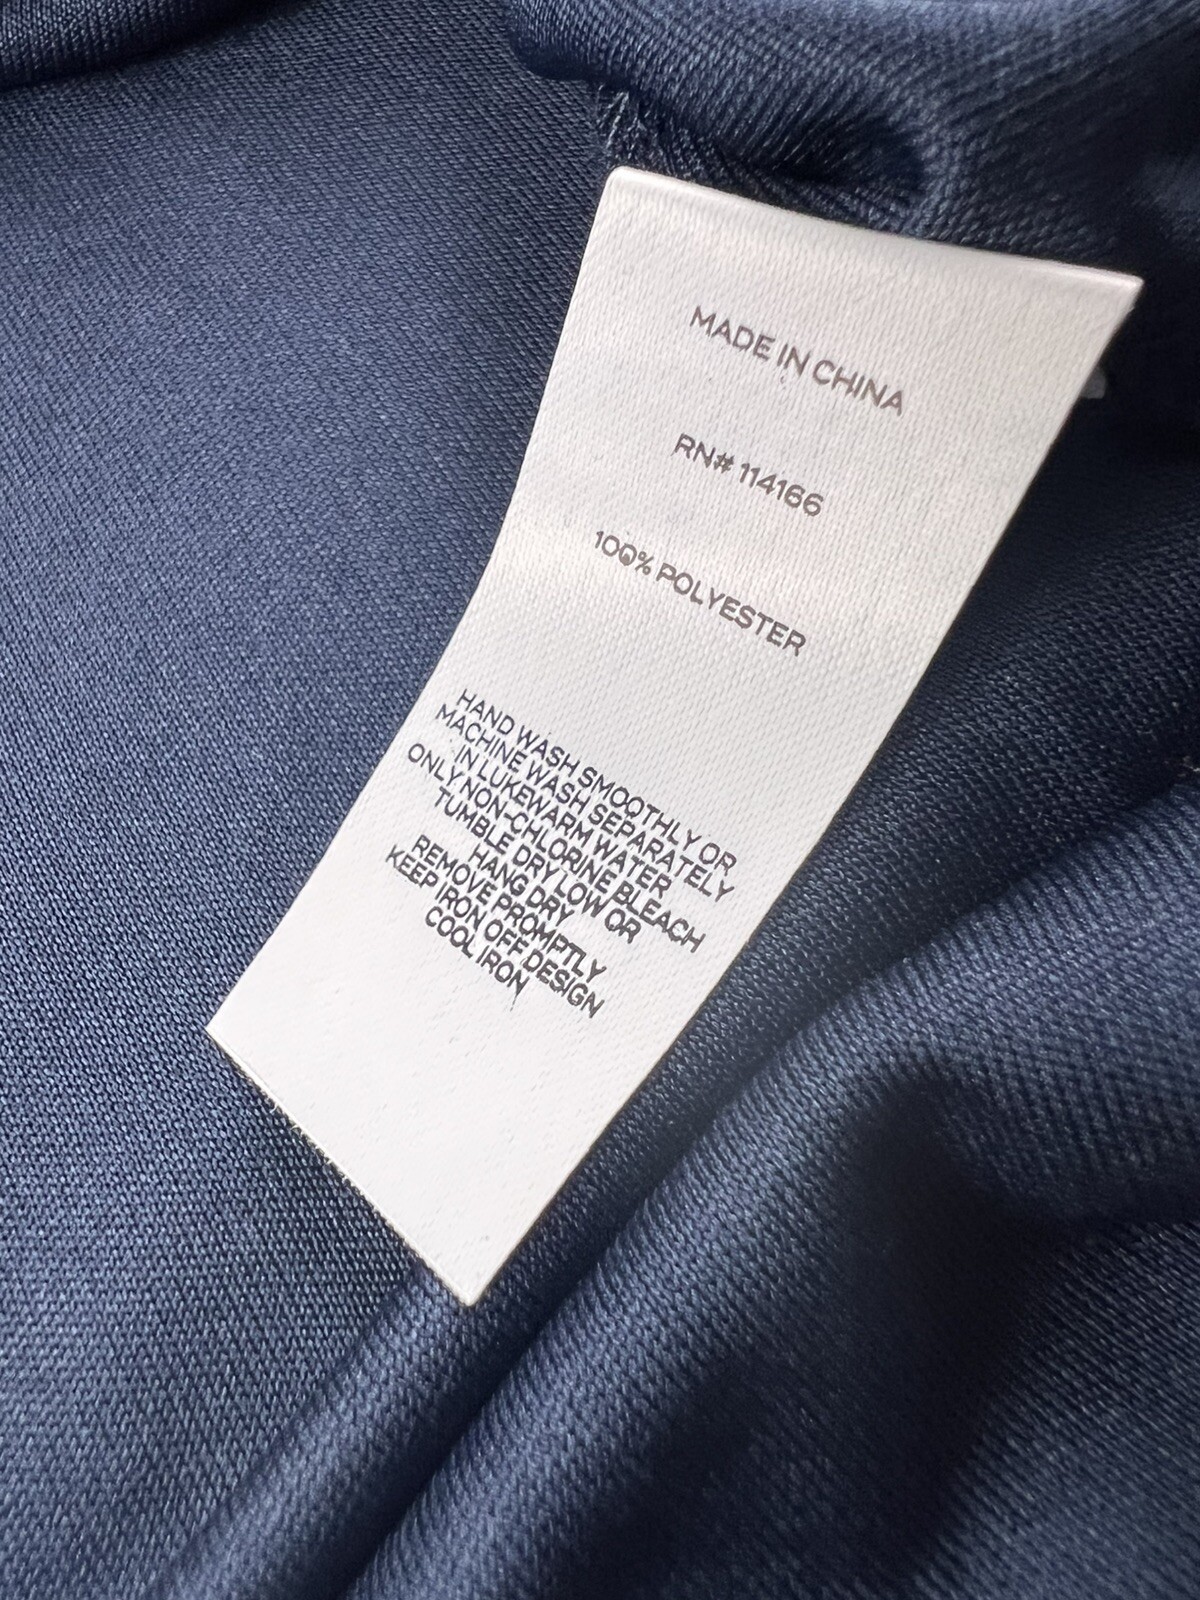 MADE IN CHINA
RN# 114166
100% POLYESTER
HAND WASH SMOOTHLY OR
MACHINE WASH SEPARATELY
IN LUKEWARM WATER
ONLY NON-CHLORINE BLEACH
TUMBLE DRY LOW OR
HANG DRY
REMOVE PROMPTLY
KEEP IRON OFF DESIGN
COOL IRON